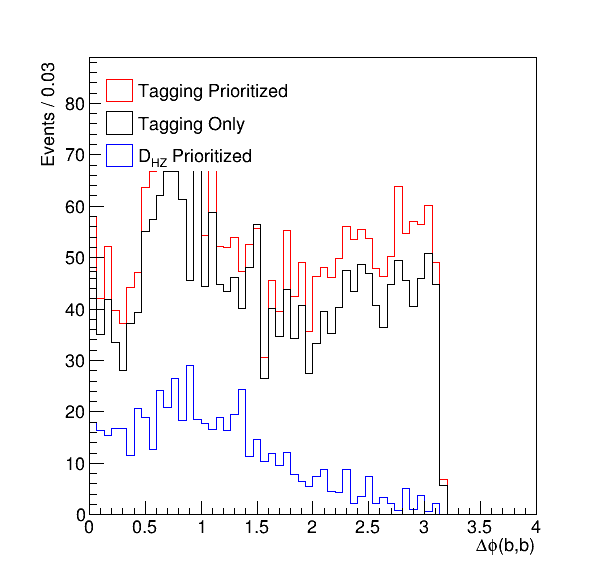 Events / 0.03
Tagging Prioritized
Tagging Only
D_HZ Prioritized
80
70
60
50
40
30
20
10
0
0 0.5 1 1.5 2 2.5 3 3.5 4
Δϕ(b,b)